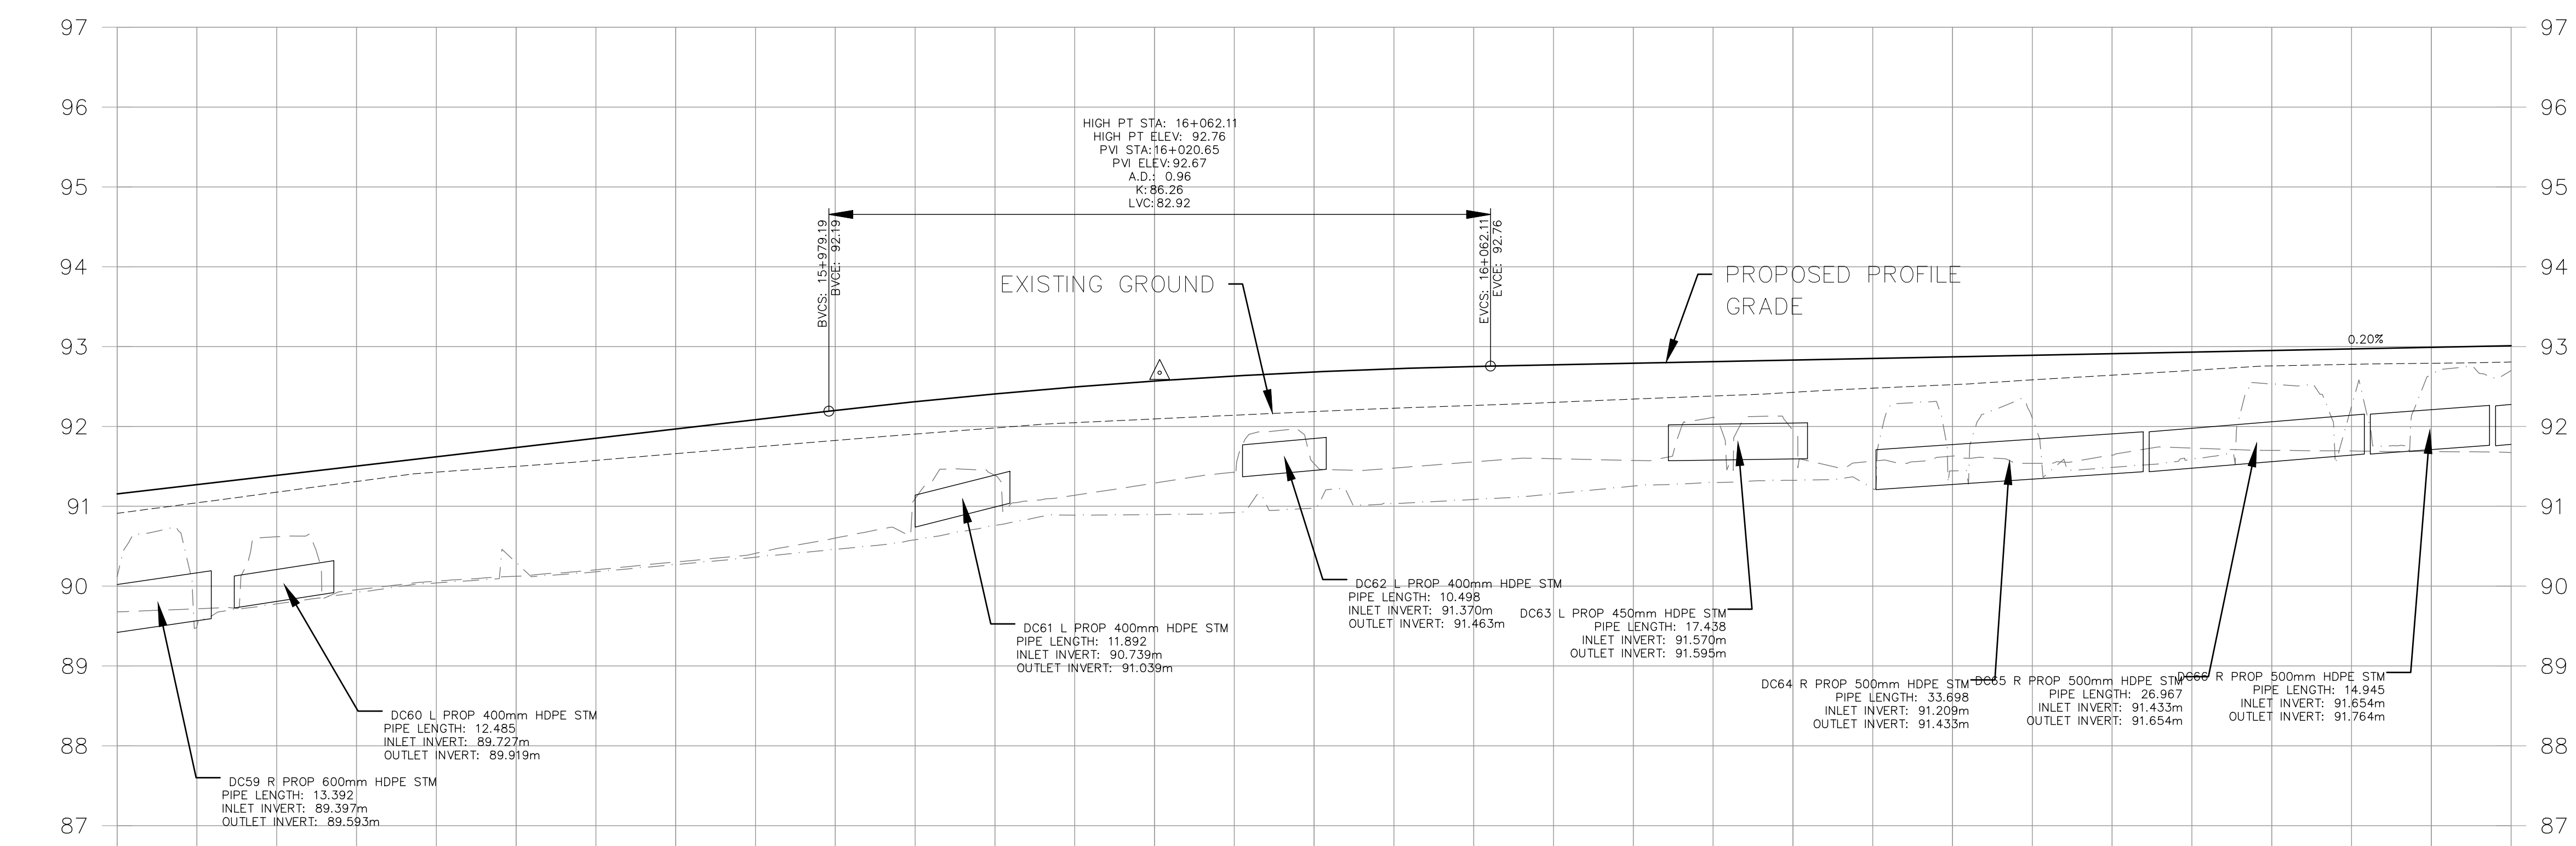 97
97
96
96
95
95
94
94
93
93
92
92
91
91
90
90
89
89
88
88
87
87
HIGH PT STA: 16+062.11
HIGH PT ELEV: 92.76
PVI STA:16+020.65
PVI ELEV:92.67
A.D.: 0.96
K:86.26
LVC:82.92
BVCS: 15+979.19
BVCE: 92.19
EVCS: 16+062.11
EVCE: 92.76
EXISTING GROUND
PROPOSED PROFILE
GRADE
0.20%
DC59 R PROP 600mm HDPE STM
PIPE LENGTH: 13.392
INLET INVERT: 89.397m
OUTLET INVERT: 89.593m
DC60 L PROP 400mm HDPE STM
PIPE LENGTH: 12.485
INLET INVERT: 89.727m
OUTLET INVERT: 89.919m
DC61 L PROP 400mm HDPE STM
PIPE LENGTH: 11.892
INLET INVERT: 90.739m
OUTLET INVERT: 91.039m
DC62 L PROP 400mm HDPE STM
PIPE LENGTH: 10.498
INLET INVERT: 91.370m
OUTLET INVERT: 91.463m
DC63 L PROP 450mm HDPE STM
PIPE LENGTH: 17.438
INLET INVERT: 91.570m
OUTLET INVERT: 91.595m
DC64 R PROP 500mm HDPE STM
PIPE LENGTH: 33.698
INLET INVERT: 91.209m
OUTLET INVERT: 91.433m
DC65 R PROP 500mm HDPE STM
PIPE LENGTH: 26.967
INLET INVERT: 91.433m
OUTLET INVERT: 91.654m
DC66 R PROP 500mm HDPE STM
PIPE LENGTH: 14.945
INLET INVERT: 91.654m
OUTLET INVERT: 91.764m